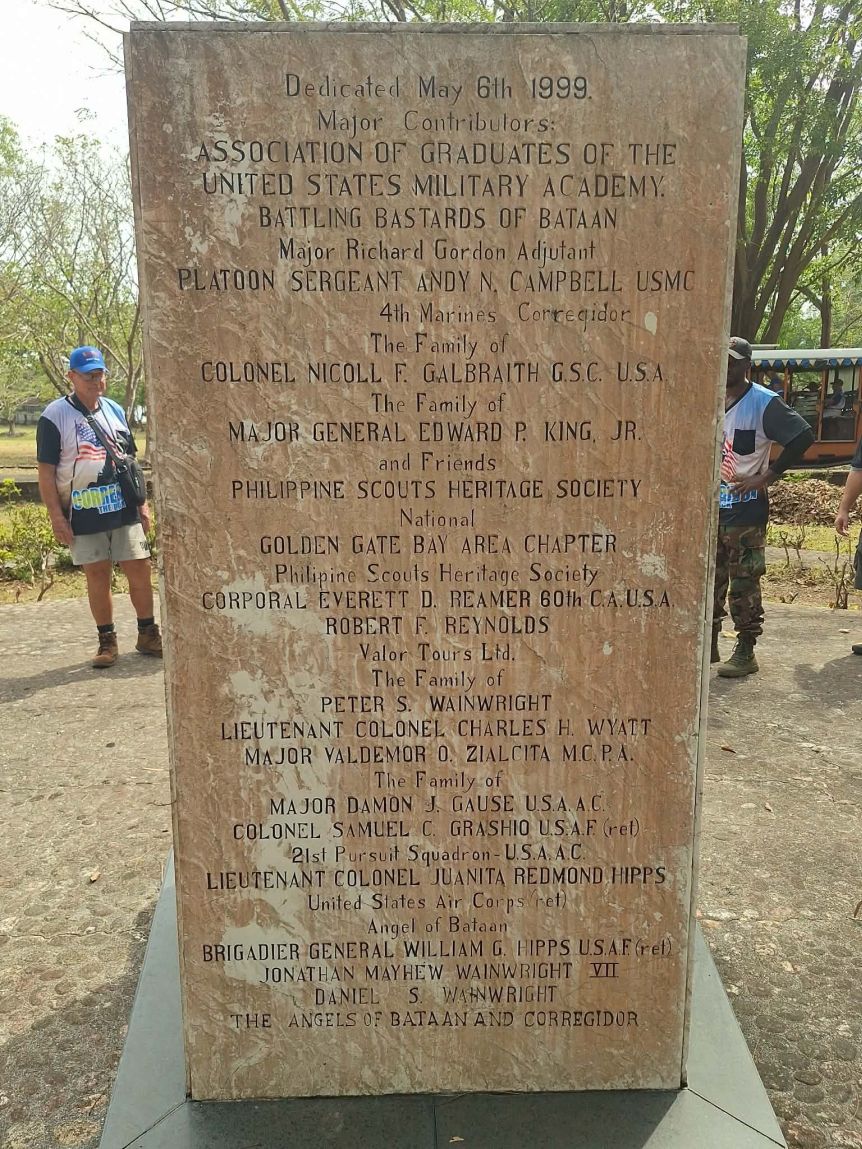 Dedicated May 6th 1999.
Major Contributors:
ASSOCIATION OF GRADUATES OF THE
UNITED STATES MILITARY ACADEMY.
BATTLING BASTARDS OF BATAAN
Major Richard Gordon Adjutant
PLATOON SERGEANT ANDY N. CAMPBELL USMC
4th Marines Corregidor
The Family of
COLONEL NICOLL F. GALBRAITH G.S.C. U.S.A.
The Family of
MAJOR GENERAL EDWARD P. KING, JR.
and Friends
PHILIPPINE SCOUTS HERITAGE SOCIETY
National
GOLDEN GATE BAY AREA CHAPTER
Philipine Scouts Heritage Society
CORPORAL EVERETT D. REAMER 60th C.A.U.S.A.
ROBERT F. REYNOLDS
Valor Tours Ltd.
The Family of
PETER S. WAINWRIGHT
LIEUTENANT COLONEL CHARLES H. WYATT
MAJOR VALDEMOR O. ZIALCITA M.C.P.A.
The Family of
MAJOR DAMON J. GAUSE U.S.A.A.C.
COLONEL SAMUEL C. GRASHIO U.S.A.F. (ret)
21st Pursuit Squadron-U.S.A.A.C.
LIEUTENANT COLONEL JUANITA REDMOND HIPPS
United States Air Corps (ret)
Angel of Bataan
BRIGADIER GENERAL WILLIAM G. HIPPS U.S.A.F. (ret)
JONATHAN MAYHEW WAINWRIGHT VII
DANIEL S. WAINWRIGHT
THE ANGELS OF BATAAN AND CORREGIDOR